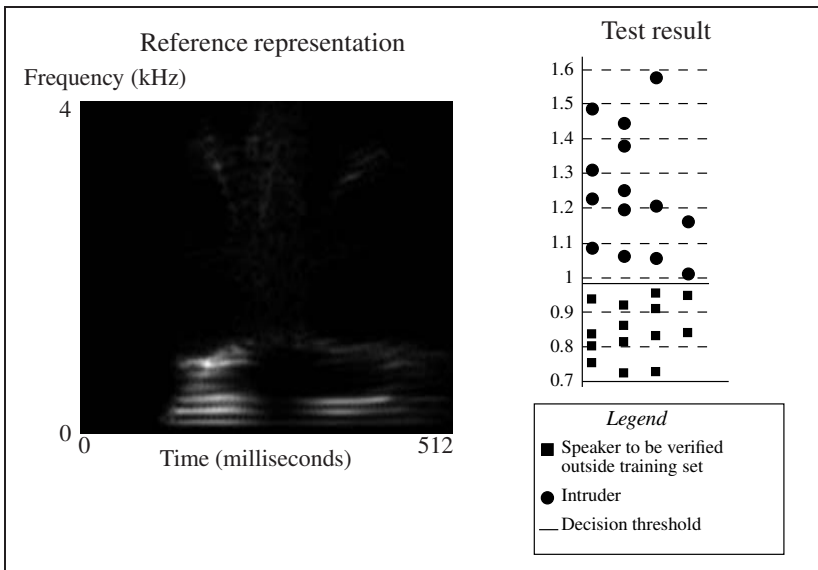 Reference representation
Frequency (kHz)
4
0
0
512
Time (milliseconds)
Test result
1.6
1.5
1.4
1.3
1.2
1.1
1
0.9
0.8
0.7
Legend
Speaker to be verified
outside training set
Intruder
Decision threshold